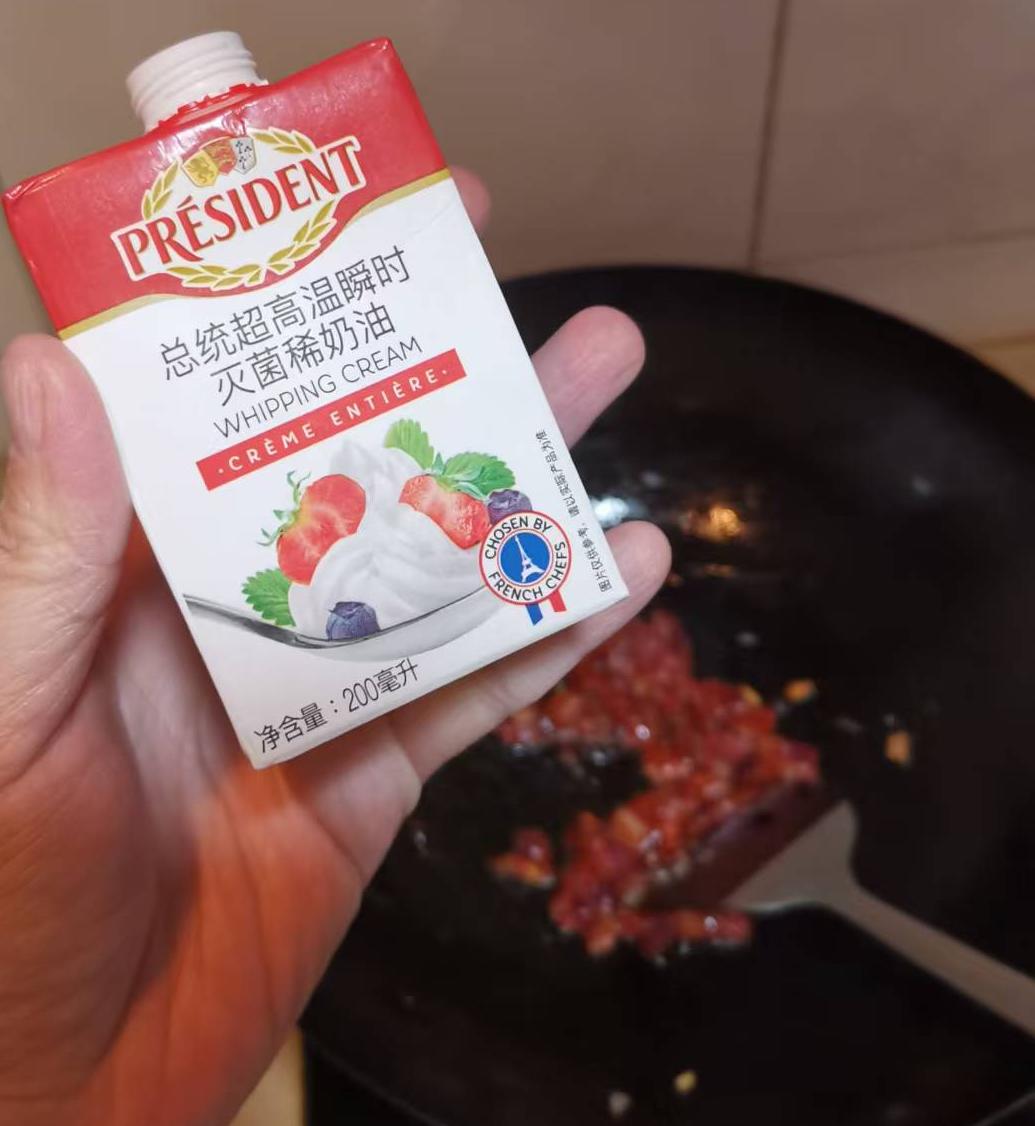 PRÉSIDENT
总统超高温瞬时
灭菌稀奶油
WHIPPING CREAM
·CRÈME ENTIÈRE·
图片仅供参考，请以实际产品为准
CHOSEN BY
FRENCH CHEFS
净含量：200毫升